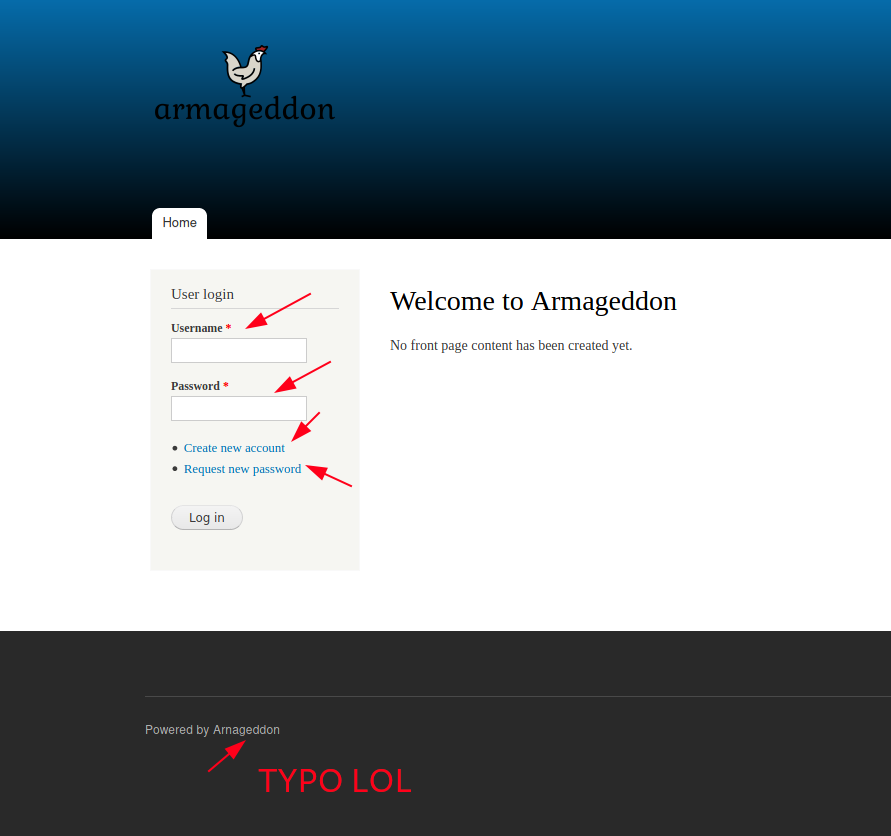 armageddon
Home
User login
Username *
Password *
Create new account
Request new password
Log in
Welcome to Armageddon
No front page content has been created yet.
Powered by Arnageddon
TYPO LOL